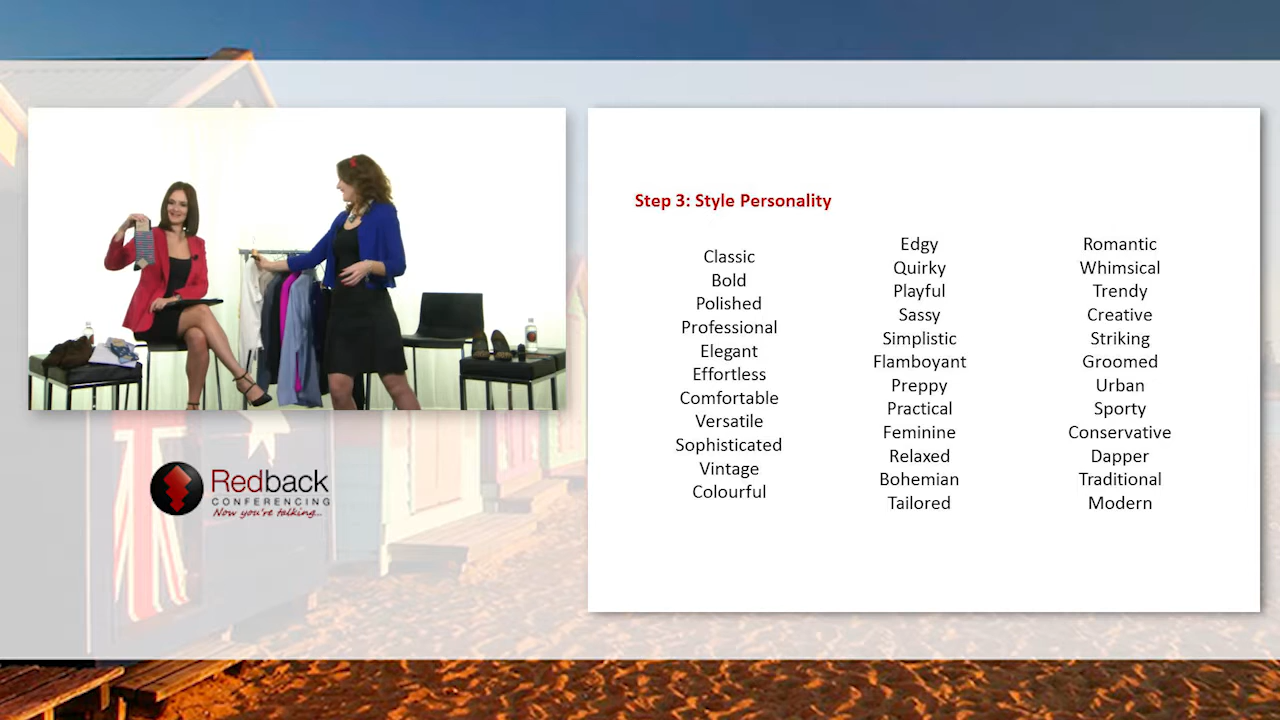 Step 3: Style Personality
Classic
Bold
Polished
Professional
Elegant
Effortless
Comfortable
Versatile
Sophisticated
Vintage
Colourful
Edgy
Quirky
Playful
Sassy
Simplistic
Flamboyant
Preppy
Practical
Feminine
Relaxed
Bohemian
Tailored
Romantic
Whimsical
Trendy
Creative
Striking
Groomed
Urban
Sporty
Conservative
Dapper
Traditional
Modern
Redback
CONFERENCING
Now you're talking...